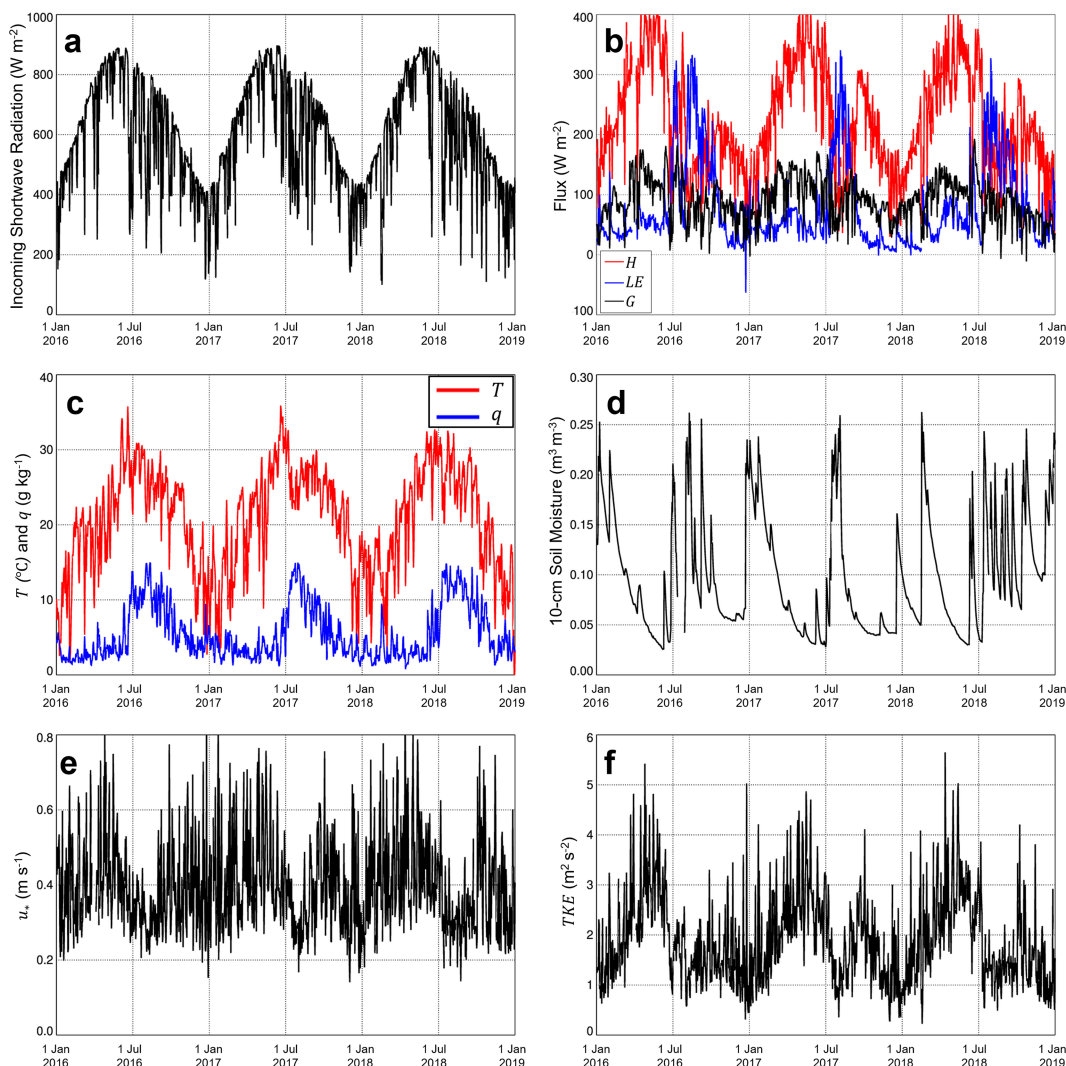 a
Incoming Shortwave Radiation (W m-2)
1000
800
600
400
200
0
1 Jan 2016
1 Jul 2016
1 Jan 2017
1 Jul 2017
1 Jan 2018
1 Jul 2018
1 Jan 2019
b
Flux (W m-2)
400
300
200
100
0
100
H
LE
G
1 Jan 2016
1 Jul 2016
1 Jan 2017
1 Jul 2017
1 Jan 2018
1 Jul 2018
1 Jan 2019
c
T (°C) and q (g kg-1)
40
30
20
10
0
T
q
1 Jan 2016
1 Jul 2016
1 Jan 2017
1 Jul 2017
1 Jan 2018
1 Jul 2018
1 Jan 2019
d
10-cm Soil Moisture (m3 m-3)
0.30
0.25
0.20
0.15
0.10
0.05
0.00
1 Jan 2016
1 Jul 2016
1 Jan 2017
1 Jul 2017
1 Jan 2018
1 Jul 2018
1 Jan 2019
e
u* (m s-1)
0.8
0.6
0.4
0.2
0.0
1 Jan 2016
1 Jul 2016
1 Jan 2017
1 Jul 2017
1 Jan 2018
1 Jul 2018
1 Jan 2019
f
TKE (m2 s-2)
6
5
4
3
2
1
0
1 Jan 2016
1 Jul 2016
1 Jan 2017
1 Jul 2017
1 Jan 2018
1 Jul 2018
1 Jan 2019